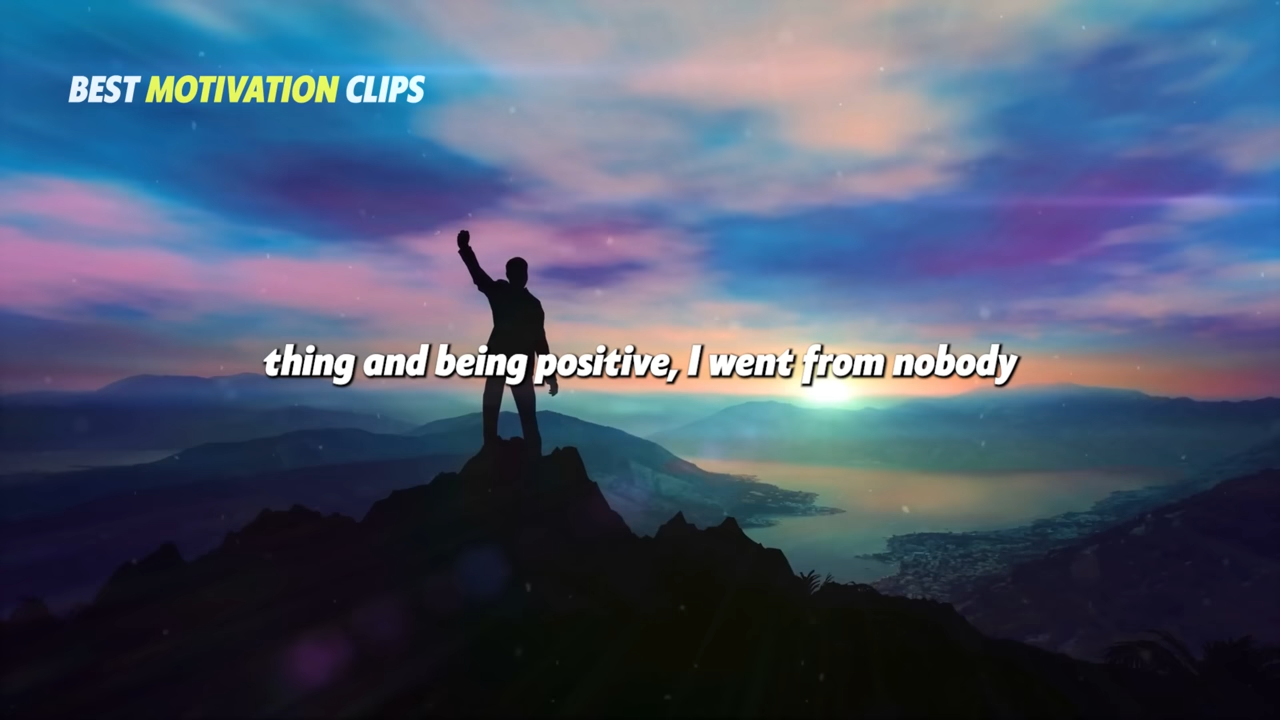 BEST MOTIVATION CLIPS
thing and being positive, I went from nobody